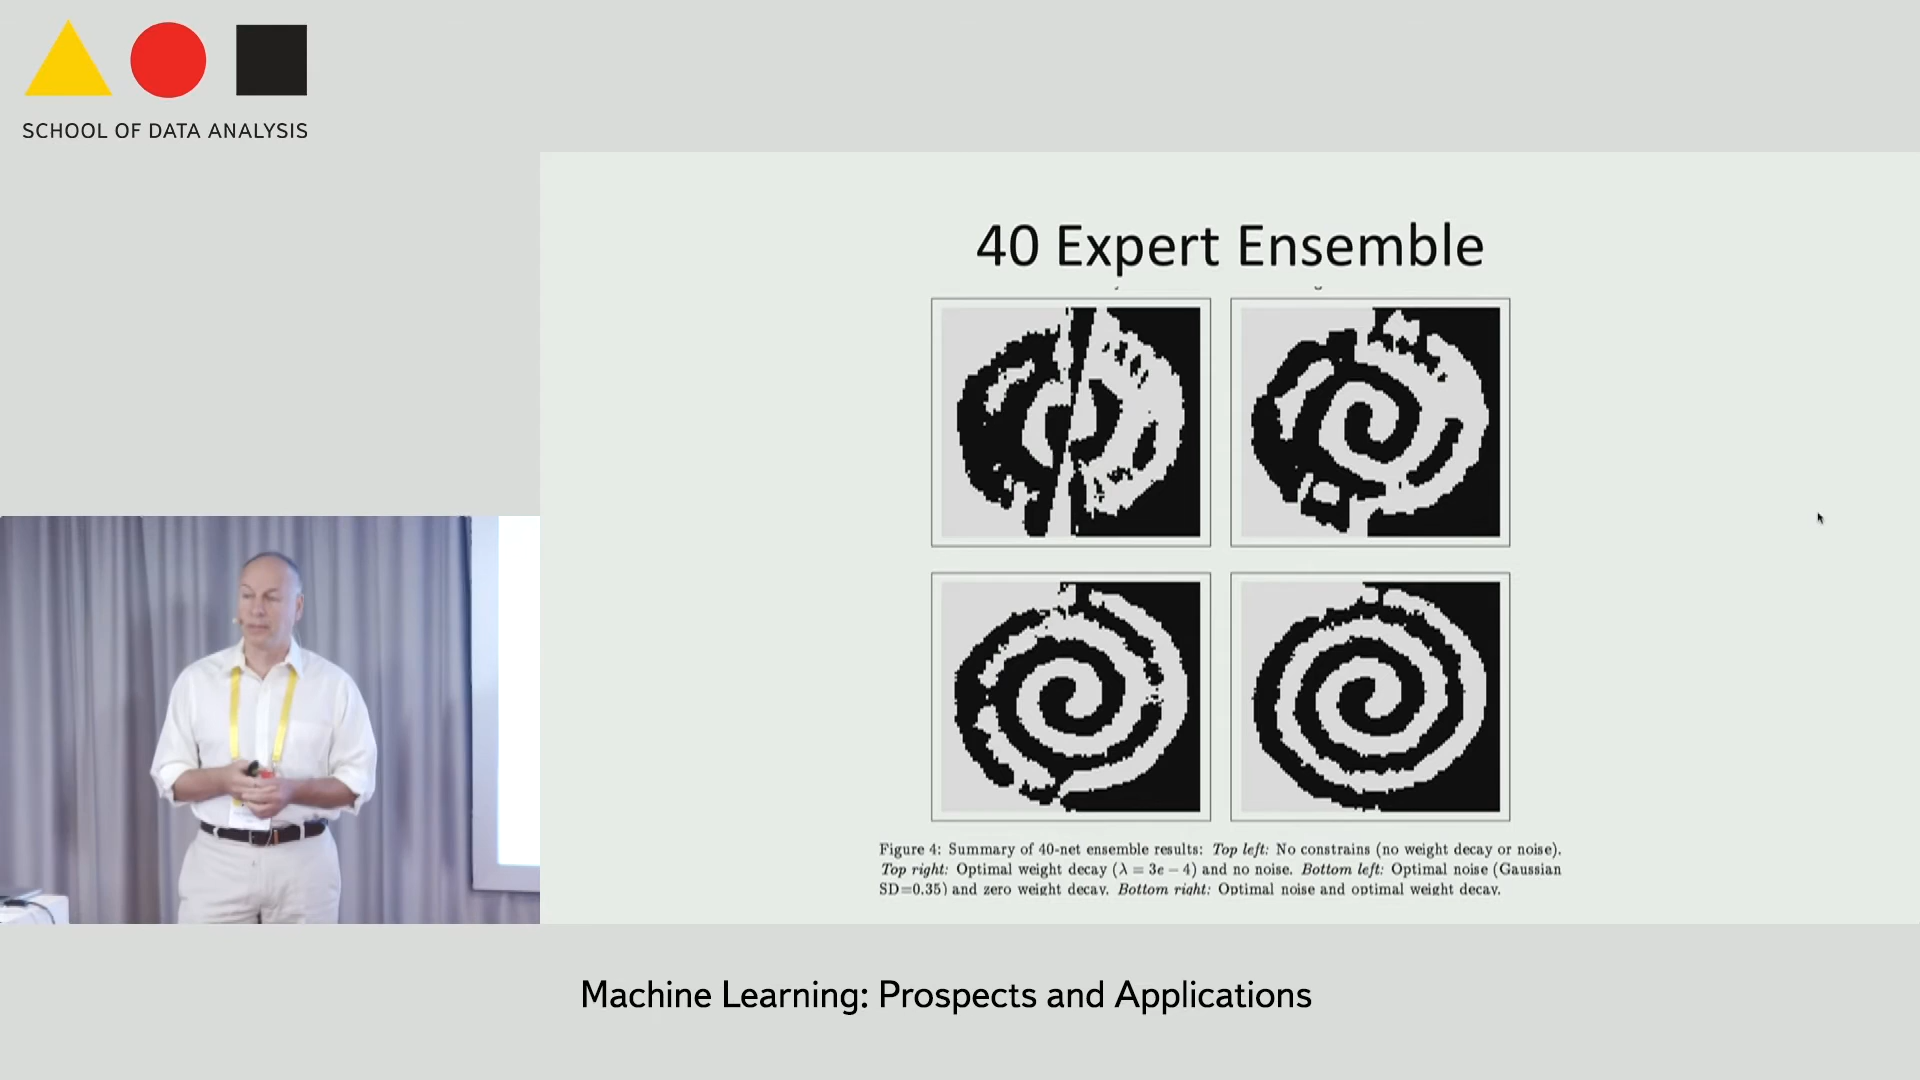 SCHOOL OF DATA ANALYSIS
40 Expert Ensemble
Figure 4: Summary of 40-net ensemble results: Top left: No constrains (no weight decay or noise).
Top right: Optimal weight decay (λ = 3e − 4) and no noise. Bottom left: Optimal noise (Gaussian
SD=0.35) and zero weight decay. Bottom right: Optimal noise and optimal weight decay.
Machine Learning: Prospects and Applications